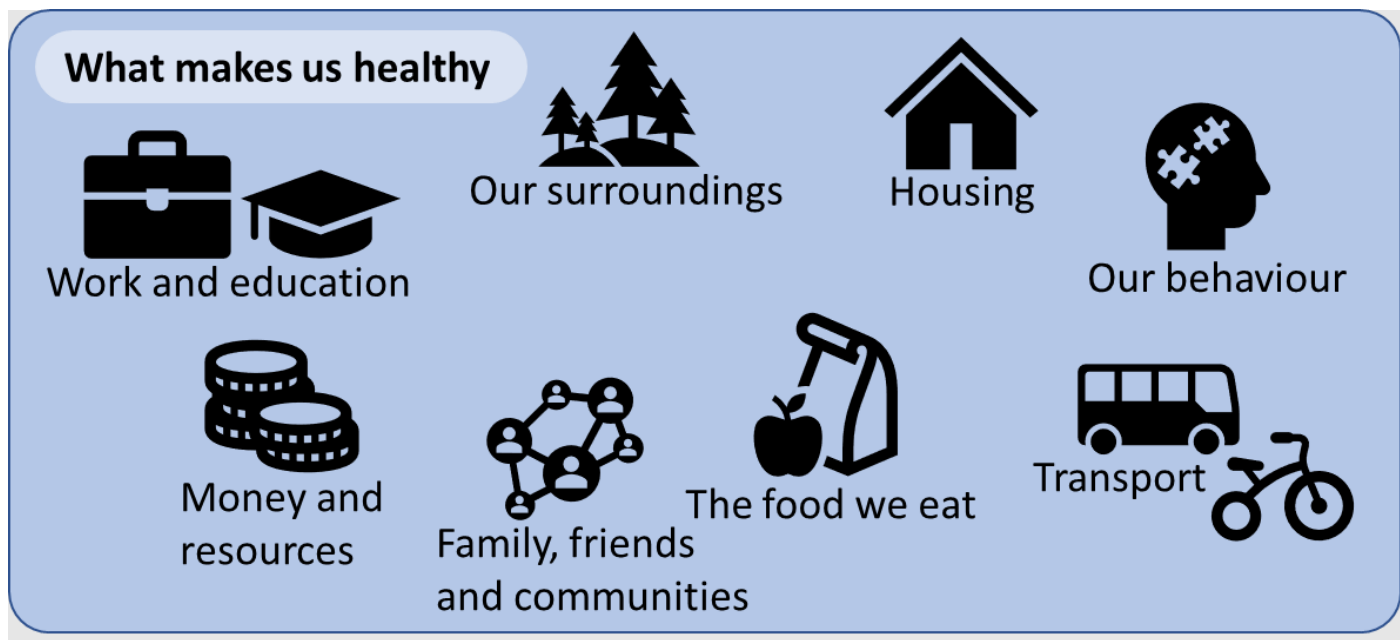 What makes us healthy
Our surroundings
Housing
Work and education
Our behaviour
Money and
resources
Family, friends
and communities
The food we eat
Transport